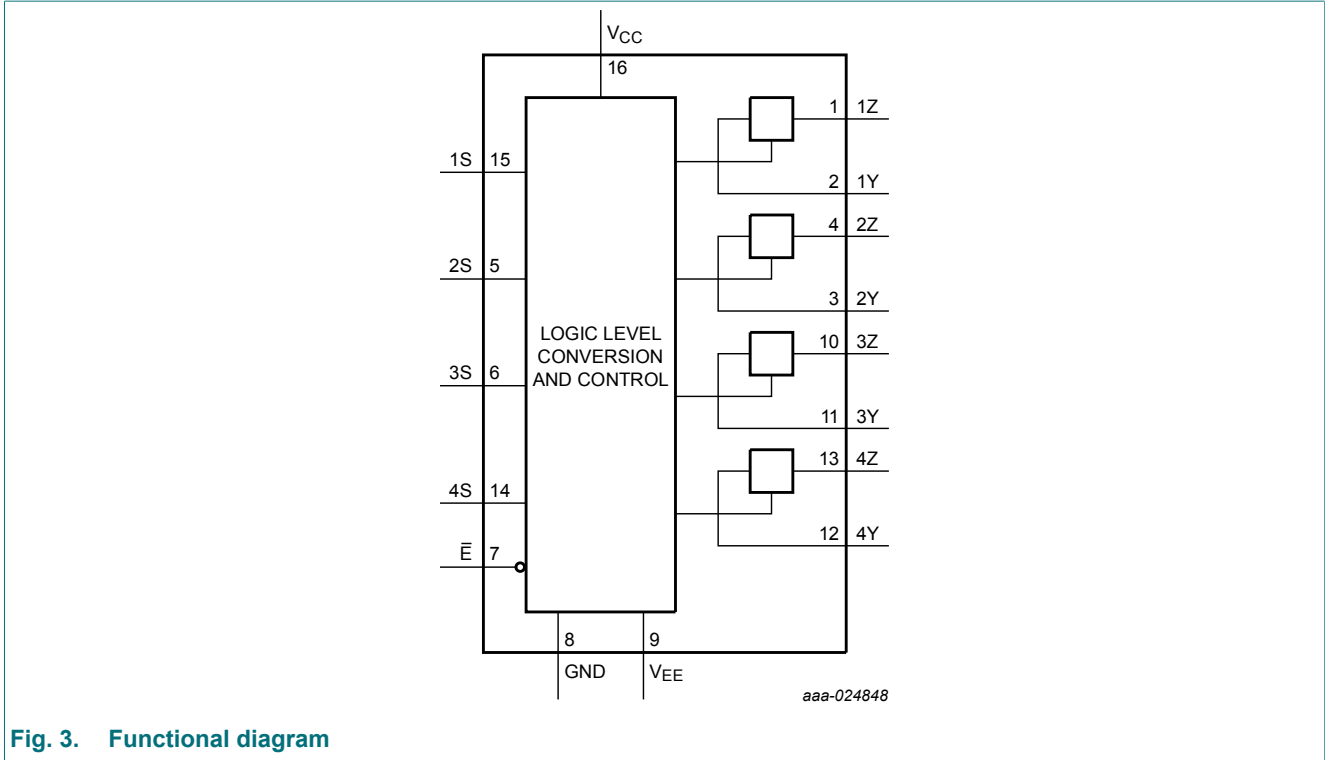 VCC
16
1 1Z
1S 15
2 1Y
4 2Z
2S 5
3 2Y
LOGIC LEVEL
CONVERSION
AND CONTROL
10 3Z
3S 6
11 3Y
13 4Z
4S 14
12 4Y
E̅ 7
8
9
GND
VEE
aaa-024848
Fig. 3. Functional diagram